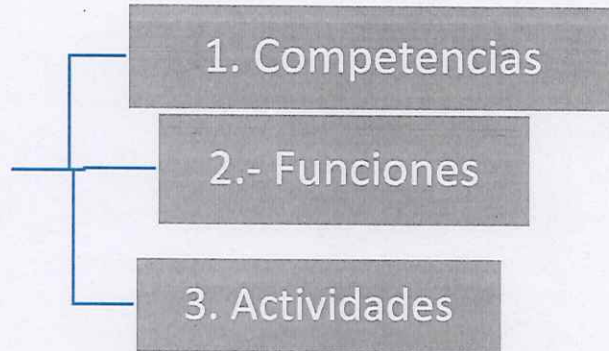 1. Competencias
2.- Funciones
3. Actividades